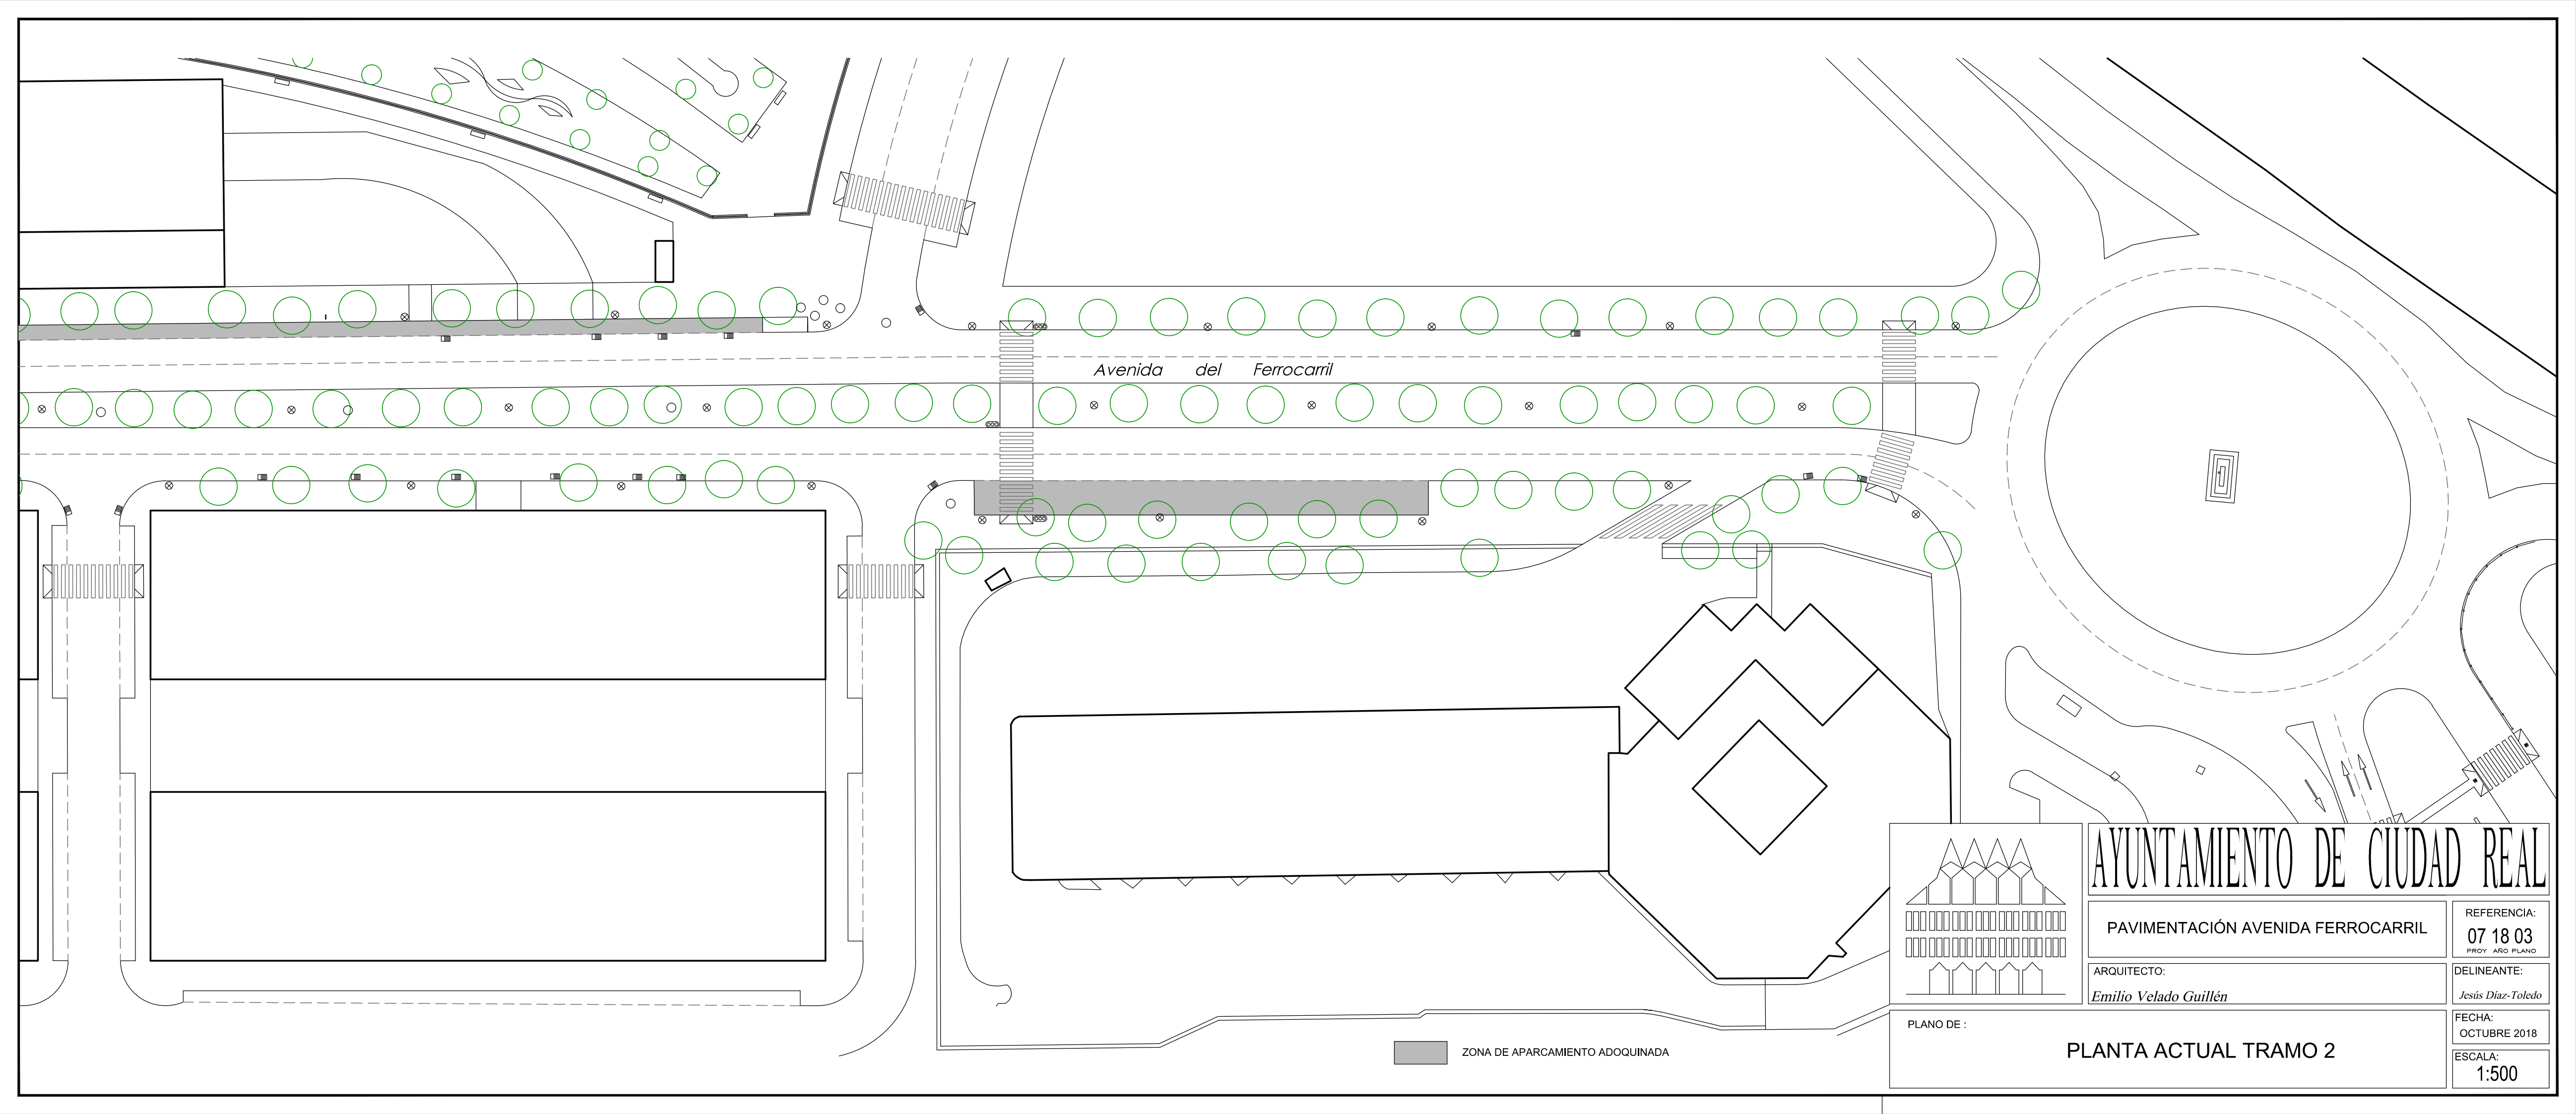 Avenida del Ferrocarril
AYUNTAMIENTO DE CIUDAD REAL
PAVIMENTACIÓN AVENIDA FERROCARRIL
REFERENCIA:
07 18 03
PROY AÑO PLANO
ARQUITECTO:
Emilio Velado Guillén
DELINEANTE:
Jesús Díaz-Toledo
PLANO DE :
PLANTA ACTUAL TRAMO 2
FECHA:
OCTUBRE 2018
ESCALA:
1:500
ZONA DE APARCAMIENTO ADOQUINADA